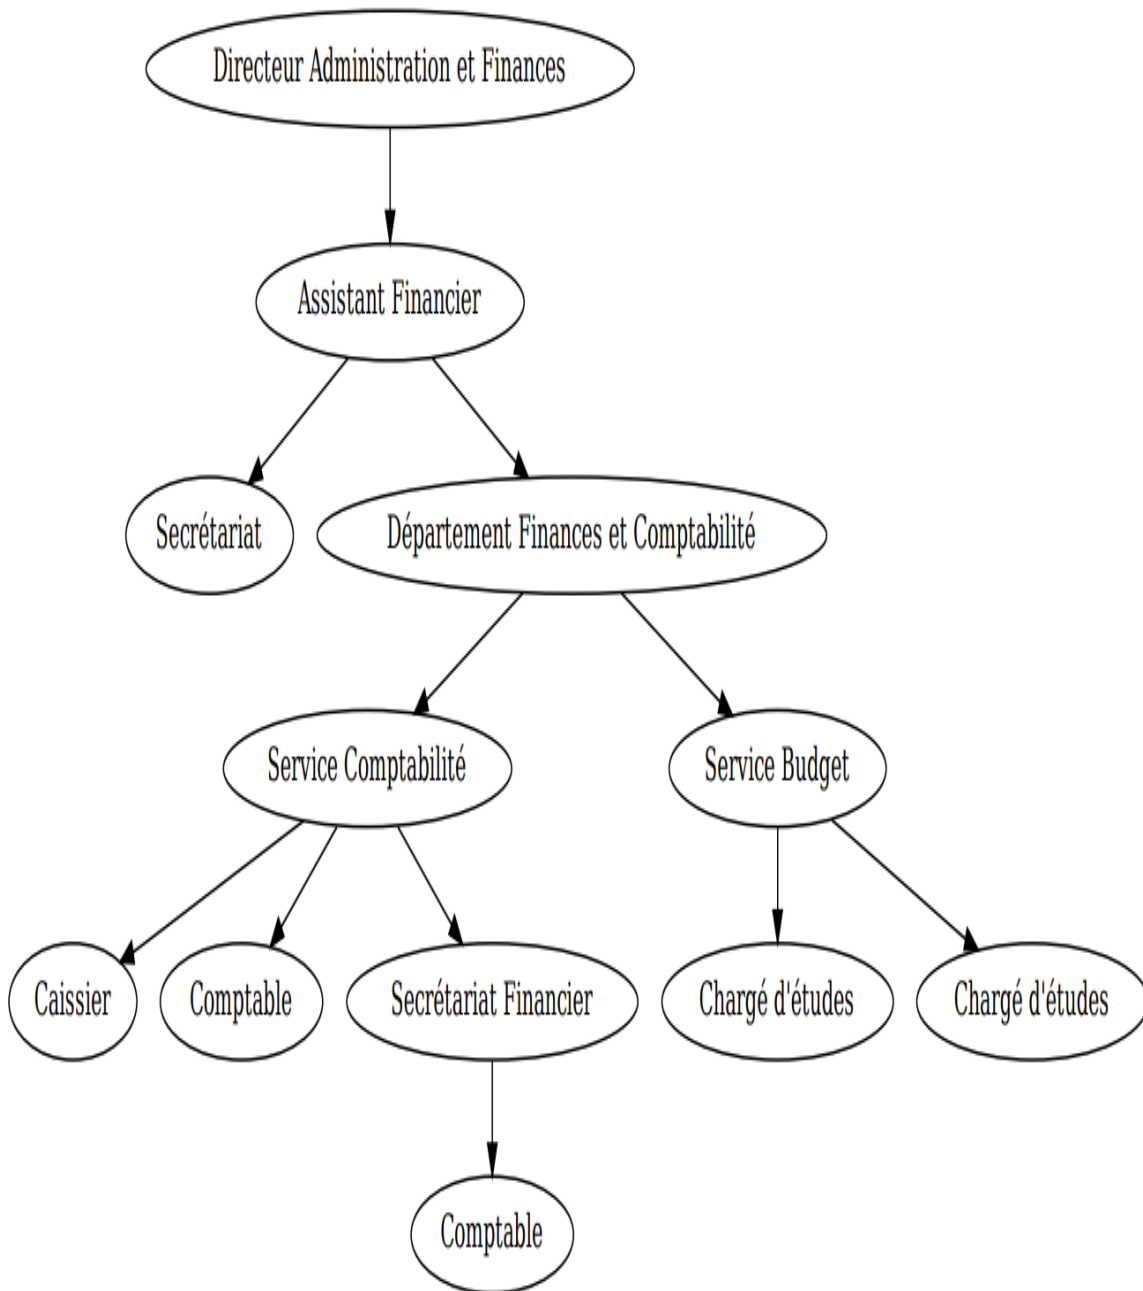 Directeur Administration et Finances
Assistant Financier
Secrétariat
Département Finances et Comptabilité
Service Comptabilité
Service Budget
Caissier
Comptable
Secrétariat Financier
Chargé d'études
Chargé d'études
Comptable